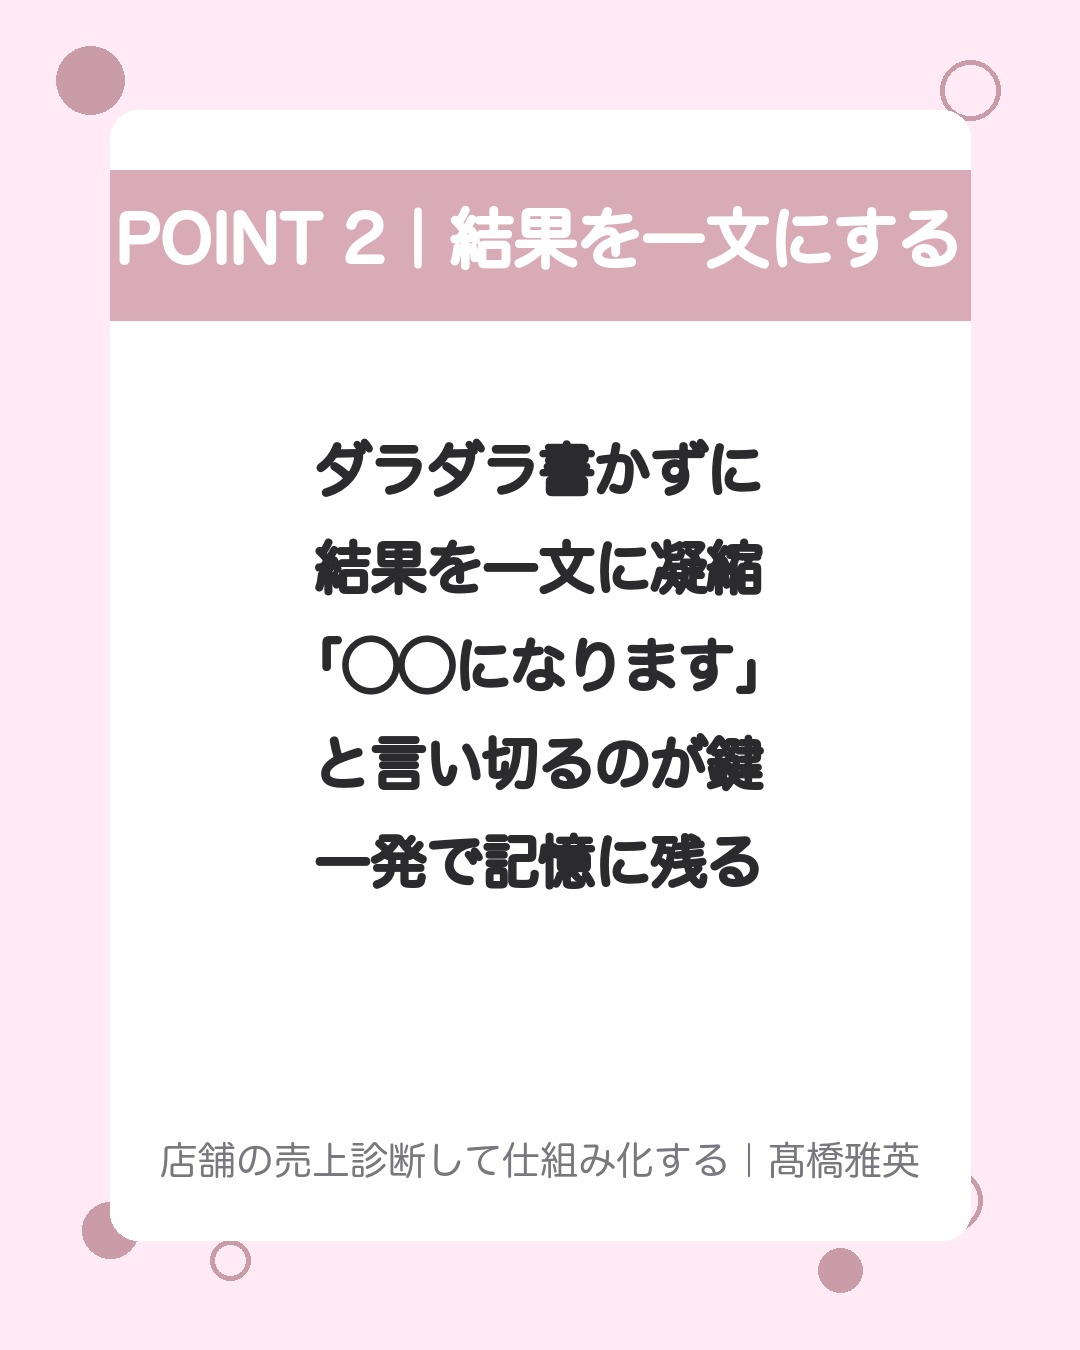 POINT 2｜結果を一文にする
ダラダラ書かずに
結果を一文に凝縮
「◯◯になります」
と言い切るのが鍵
一発で記憶に残る
店舗の売上診断して仕組み化する｜髙橋雅英